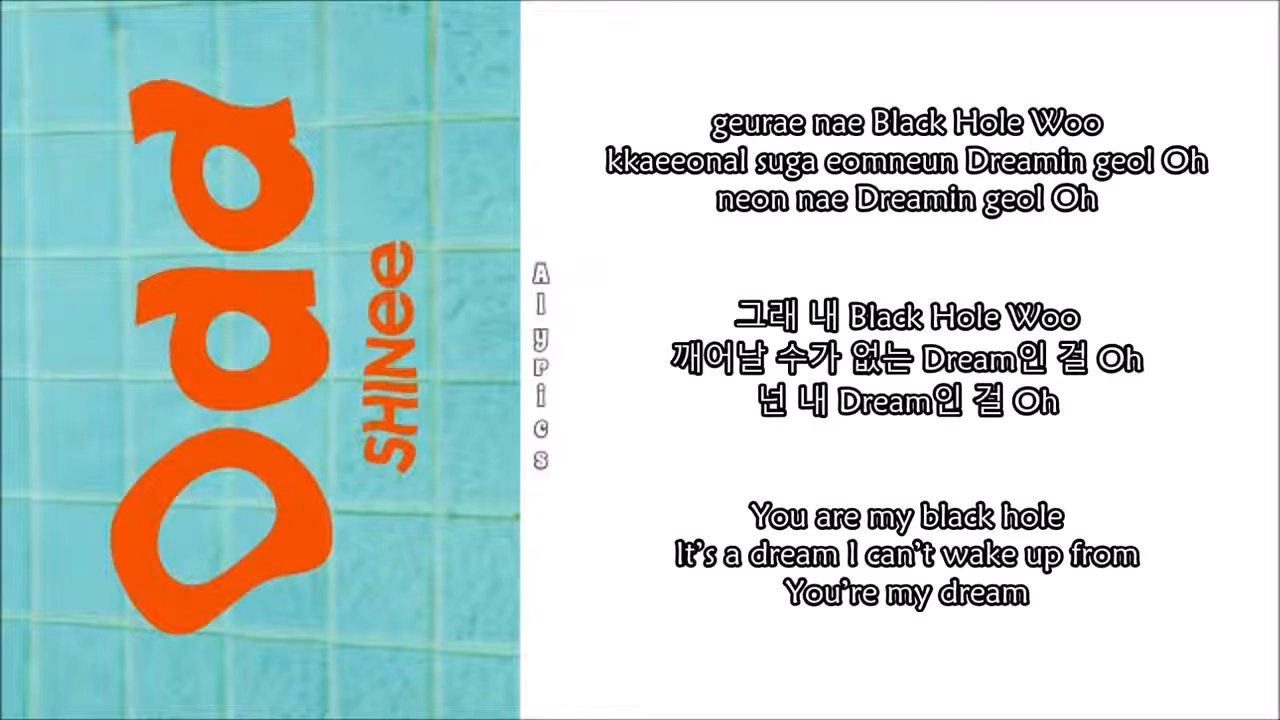 Odd
SHINee
Alyrics
geurae nae Black Hole Woo
kkaeeonal suga eomneun Dreamin geol Oh
neon nae Dreamin geol Oh
그래 내 Black Hole Woo
깨어날 수가 없는 Dream인 걸 Oh
넌 내 Dream인 걸 Oh
You are my black hole
It's a dream I can't wake up from
You're my dream